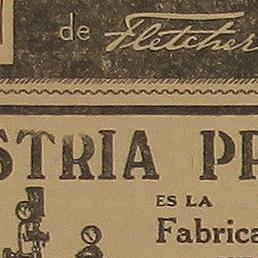 de Fletcher
STRIA PR
ES LA
Fabrica